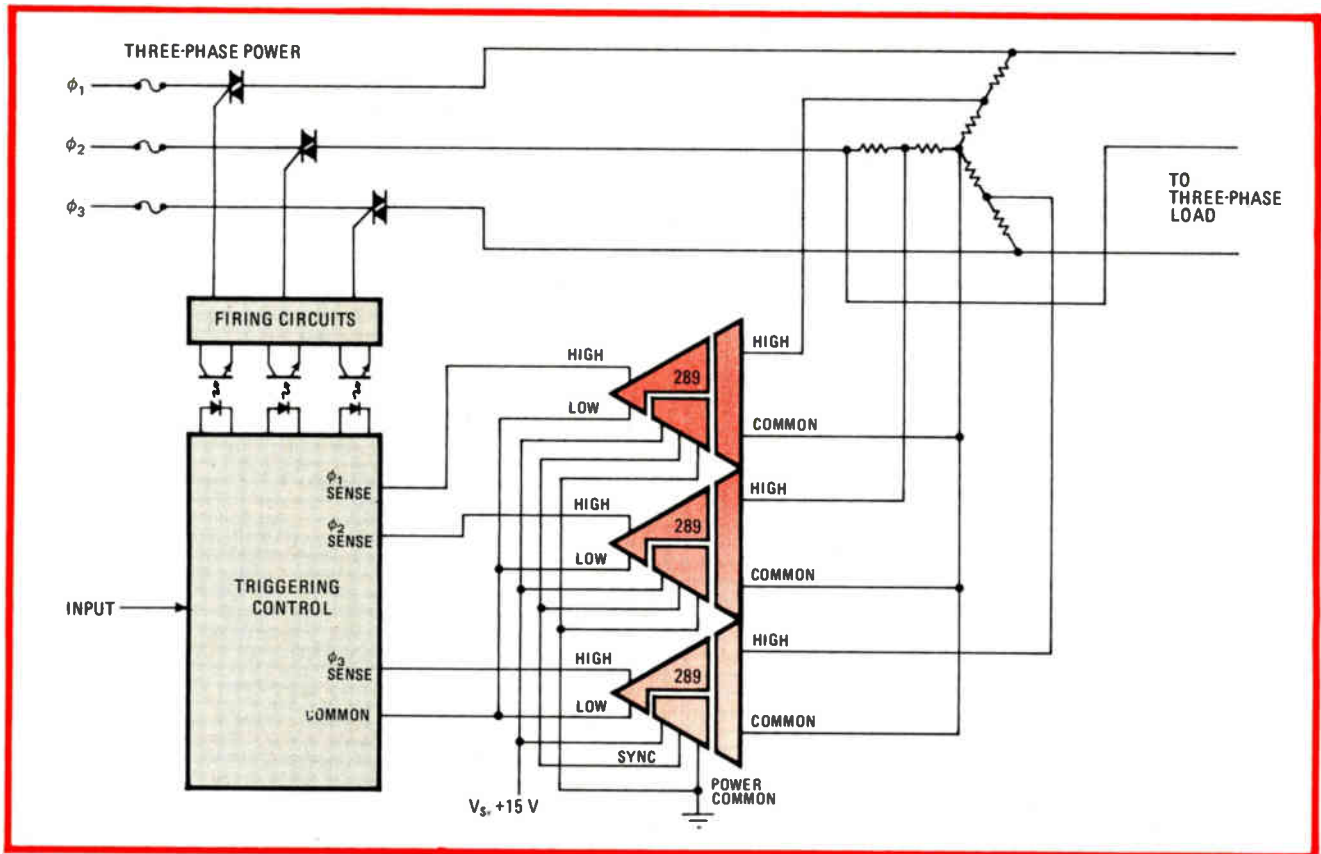 THREE-PHASE POWER
ϕ1
ϕ2
ϕ3
TO
THREE-PHASE
LOAD
FIRING CIRCUITS
HIGH
289
LOW
HIGH
COMMON
ϕ1
SENSE
ϕ2
SENSE
HIGH
289
LOW
HIGH
COMMON
TRIGGERING
CONTROL
INPUT
ϕ3
SENSE
COMMON
HIGH
289
LOW
HIGH
COMMON
SYNC
VS, +15 V
POWER
COMMON